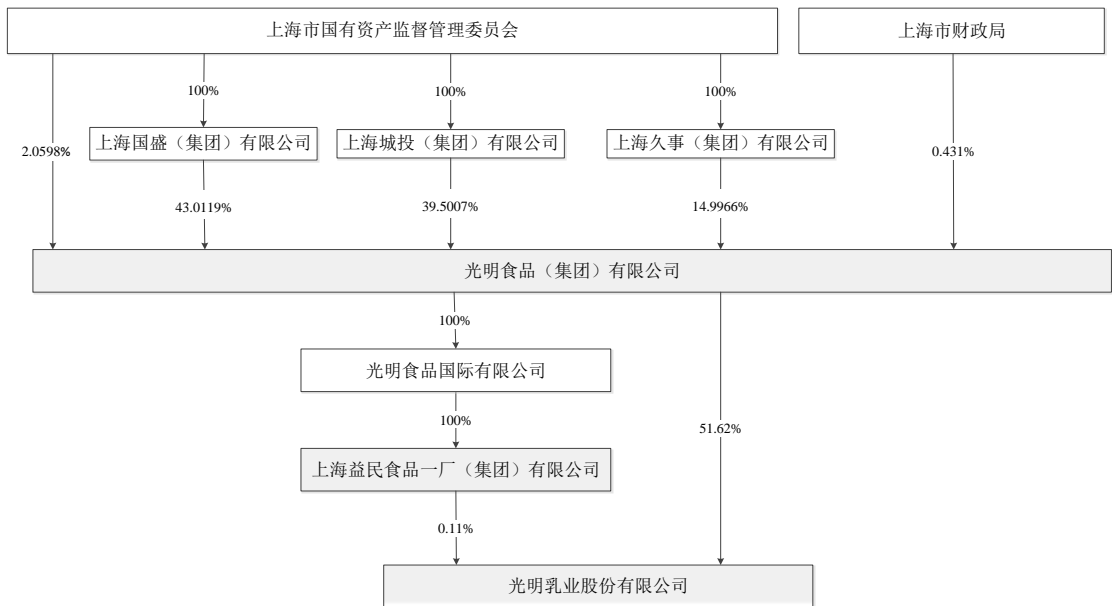 上海市国有资产监督管理委员会
上海市财政局
100%
100%
100%
2.0598%
上海国盛（集团）有限公司
上海城投（集团）有限公司
上海久事（集团）有限公司
0.431%
43.0119%
39.5007%
14.9966%
光明食品（集团）有限公司
100%
光明食品国际有限公司
100%
51.62%
上海益民食品一厂（集团）有限公司
0.11%
光明乳业股份有限公司